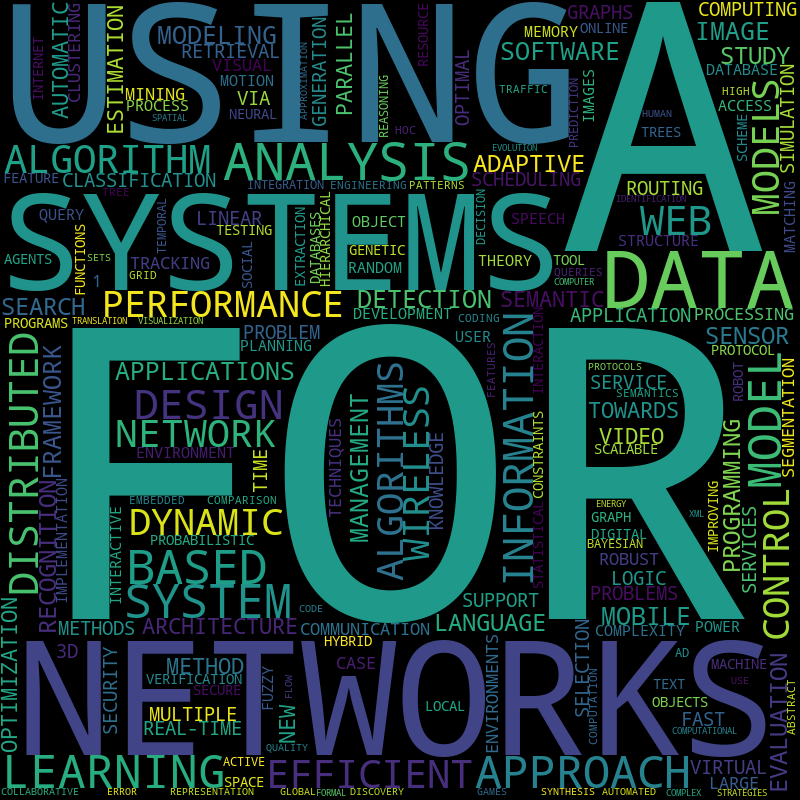 USING
A
FOR
NETWORKS
SYSTEMS
DATA
ANALYSIS
ALGORITHM
MODELING
RETRIEVAL
VISUAL
MOTION
NEURAL
VIA
AUTOMATIC
CLUSTERING
INTERNET
ESTIMATION
MINING
PROCESS
SPATIAL
GENERATION
APPROXIMATION
PARALLEL
REASONING
HOC
RESOURCE
OPTIMAL
MEMORY
TRAFFIC
EVOLUTION
SOFTWARE
GRAPHS
ONLINE
IMAGES
PREDICTION
COMPUTING
IMAGE
STUDY
DATABASE
HIGH
ACCESS
HUMAN
TREES
SCHEME
MODELS
SIMULATION
MATCHING
FEATURE
CLASSIFICATION
TREE
INTEGRATION
ENGINEERING
PATTERNS
ADAPTIVE
SCHEDULING
ROUTING
IDENTIFICATION
WEB
STRUCTURE
QUERY
AGENTS
SETS
FUNCTIONS
1
GRID
TRACKING
TEMPORAL
LINEAR
TESTING
SOCIAL
EXTRACTION
DATABASES
HIERARCHICAL
OBJECT
GENETIC
RANDOM
DECISION
SPEECH
THEORY
TOOL
QUERIES
COMPUTER
SEARCH
PERFORMANCE
DETECTION
DEVELOPMENT
SEMANTIC
APPLICATION
PROCESSING
PROGRAMS
TRANSLATION
VISUALIZATION
PROBLEM
PLANNING
CODING
USER
FEATURES
INTERACTION
INFORMATION
SENSOR
PROTOCOL
PROTOCOLS
SERVICE
SEMANTICS
TOWARDS
VIDEO
SCALABLE
ROBOT
MODEL
SEGMENTATION
DISTRIBUTED
FRAMEWORK
APPLICATIONS
DESIGN
NETWORK
ENVIRONMENT
TIME
TECHNIQUES
MANAGEMENT
ALGORITHMS
WIRELESS
KNOWLEDGE
CONSTRAINTS
STATISTICAL
RECOGNITION
IMPLEMENTATION
INTERACTIVE
EMBEDDED
COMPARISON
DYNAMIC
PROBABILISTIC
BASED
SYSTEM
ENERGY
GRAPH
XML
DIGITAL
BAYESIAN
ROBUST
LOGIC
PROBLEMS
IMPROVING
PROGRAMMING
SERVICES
CONTROL
MOBILE
COMPLEXITY
POWER
SUPPORT
LANGUAGE
CODE
COMMUNICATION
ARCHITECTURE
METHODS
OPTIMIZATION
3D
SECURITY
METHOD
VERIFICATION
SECURE
MULTIPLE
REAL-TIME
HYBRID
CASE
FUZZY
FLOW
NEW
QUALITY
LOCAL
ENVIRONMENTS
SELECTION
COMPUTATION
TEXT
AD
MACHINE
USE
OBJECTS
FAST
COMPUTATIONAL
EVALUATION
ABSTRACT
LEARNING
ACTIVE
SPACE
EFFICIENT
APPROACH
VIRTUAL
LARGE
COLLABORATIVE
ERROR
REPRESENTATION
GLOBAL
FORMAL
DISCOVERY
GAMES
SYNTHESIS
AUTOMATED
COMPLEX
STRATEGIES